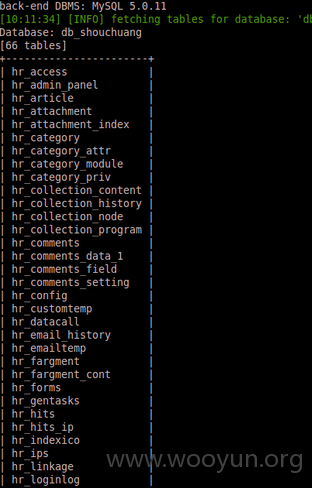 back-end DBMS: MySQL 5.0.11
[10:11:34] [INFO] fetching tables for database: 'db
Database: db_shouchuang
[66 tables]
+-----------------------+
| hr_access |
| hr_admin_panel |
| hr_article |
| hr_attachment |
| hr_attachment_index |
| hr_category |
| hr_category_attr |
| hr_category_module |
| hr_category_priv |
| hr_collection_content |
| hr_collection_history |
| hr_collection_node |
| hr_collection_program |
| hr_comments |
| hr_comments_data_1 |
| hr_comments_field |
| hr_comments_setting |
| hr_config |
| hr_customtemp |
| hr_datacall |
| hr_email_history |
| hr_emailtemp |
| hr_fargment |
| hr_fargment_cont |
| hr_forms |
| hr_gentasks |
| hr_hits |
| hr_hits_ip |
| hr_indexico |
| hr_ips |
| hr_linkage |
| hr_loginlog |
www.wooyun.org